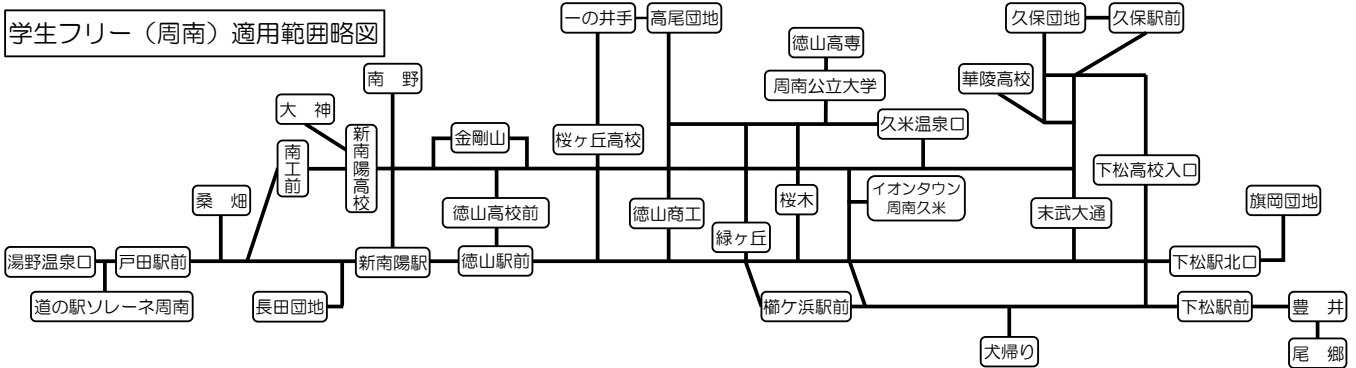 学生フリー（周南）適用範囲略図
一の井手
高尾団地
久保団地
久保駅前
徳山高専
南　野
周南公立大学
華陵高校
大　神
新南陽高校
金剛山
桜ヶ丘高校
久米温泉口
南工前
下松高校入口
桑　畑
徳山高校前
徳山商工
桜木
イオンタウン
周南久米
末武大通
旗岡団地
緑ヶ丘
湯野温泉口
戸田駅前
新南陽駅
徳山駅前
下松駅北口
道の駅ソレーネ周南
長田団地
櫛ケ浜駅前
下松駅前
豊　井
犬帰り
尾　郷